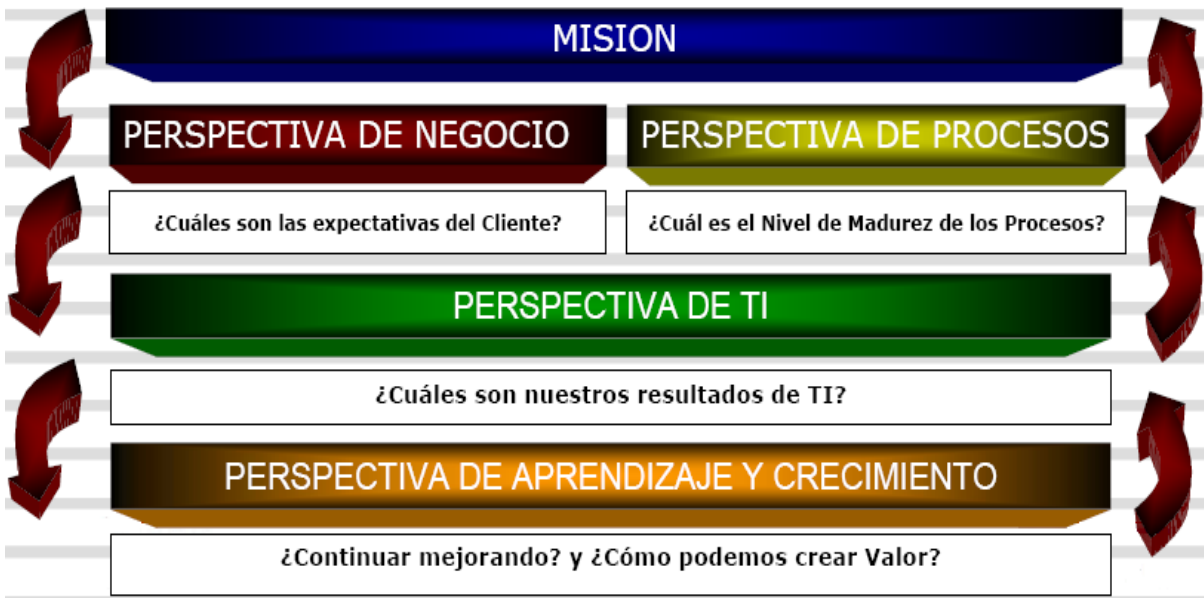 MISION
PERSPECTIVA DE NEGOCIO
PERSPECTIVA DE PROCESOS
¿Cuáles son las expectativas del Cliente?
¿Cuál es el Nivel de Madurez de los Procesos?
PERSPECTIVA DE TI
¿Cuáles son nuestros resultados de TI?
PERSPECTIVA DE APRENDIZAJE Y CRECIMIENTO
¿Continuar mejorando? y ¿Cómo podemos crear Valor?